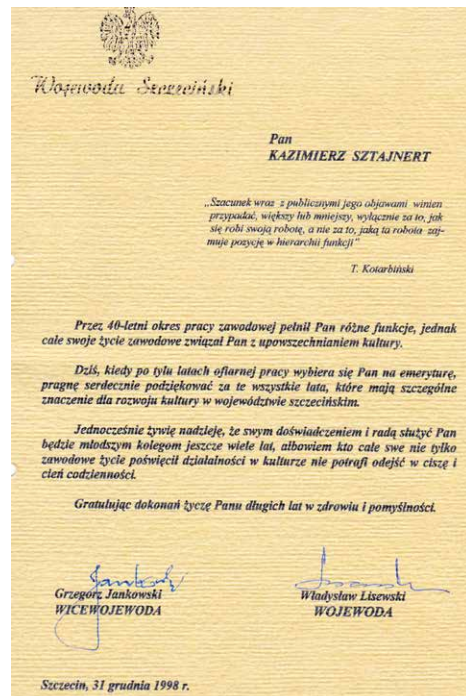 Wojewoda Szczeciński
Pan
KAZIMIERZ SZTAJNERT
„Szacunek wraz z publicznymi jego objawami winien
przypadać, większy lub mniejszy, wyłącznie za to, jak
się robi swoją robotę, a nie za to, jaką ta robota zaj-
muje pozycję w hierarchii funkcji"
T. Kotarbiński
Przez 40-letni okres pracy zawodowej pełnił Pan różne funkcje, jednak
całe swoje życie zawodowe związał Pan z upowszechnianiem kultury.
Dziś, kiedy po tylu latach ofiarnej pracy wybiera się Pan na emeryturę,
pragnę serdecznie podziękować za te wszystkie lata, które mają szczególne
znaczenie dla rozwoju kultury w województwie szczecińskim.
Jednocześnie żywię nadzieję, że swym doświadczeniem i radą służyć Pan
będzie młodszym kolegom jeszcze wiele lat, albowiem kto całe swe nie tylko
zawodowe życie poświęcił działalności w kulturze nie potrafi odejść w ciszę i
cień codzienności.
Gratulując dokonań życzę Panu długich lat w zdrowiu i pomyślności.
Jankowski
Grzegorz Jankowski
WICEWOJEWODA
Władysław Lisewski
WOJEWODA
Szczecin, 31 grudnia 1998 r.